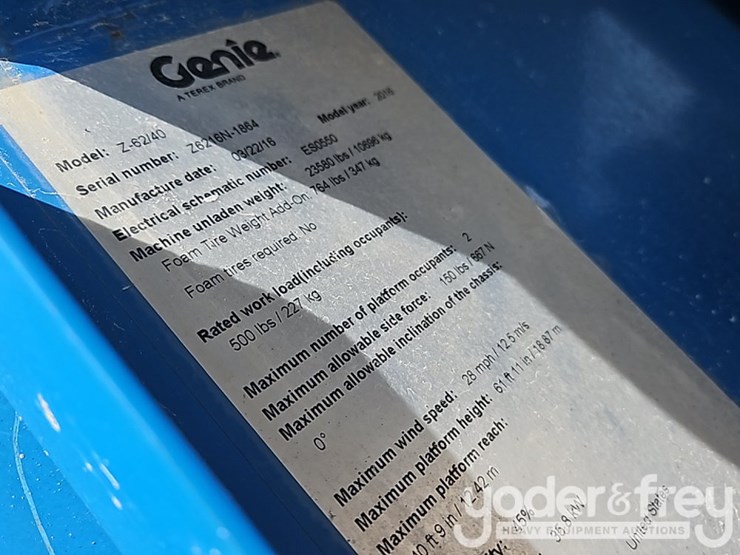 Genie
A TEREX BRAND
Model: Z-62/40
Serial number: Z6216N-1864
Model year: 2016
Manufacture date: 03/22/16
Electrical schematic number: ES0550
Machine unladen weight: 23580 lbs / 10696 kg
Foam Tire Weight Add-On: 764 lbs / 347 kg
Foam tires required: No
Rated work load(including occupants):
500 lbs / 227 kg
Maximum number of platform occupants: 2
Maximum allowable side force: 150 lbs / 667 N
Maximum allowable inclination of the chassis:
0°
Maximum wind speed: 28 mph / 12.5 m/s
Maximum platform height: 61 ft 11 in / 18.87 m
Maximum platform reach:
ft 9 in /
45%
35.8 kW
United States
yoder&frey
HEAVY EQUIPMENT AUCTIONS